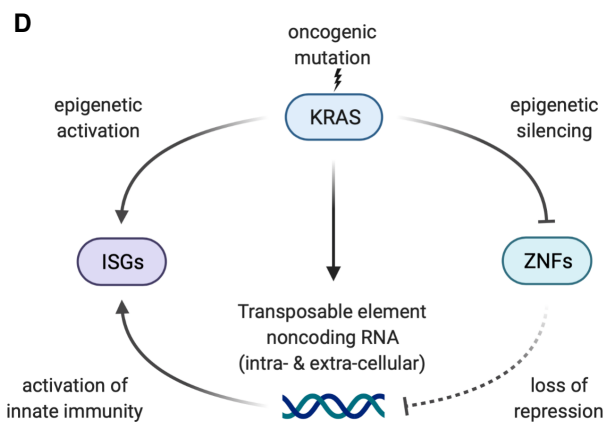 D
oncogenic
mutation
KRAS
epigenetic
activation
epigenetic
silencing
ISGs
ZNFs
Transposable element
noncoding RNA
(intra- & extra-cellular)
activation of
innate immunity
loss of
repression